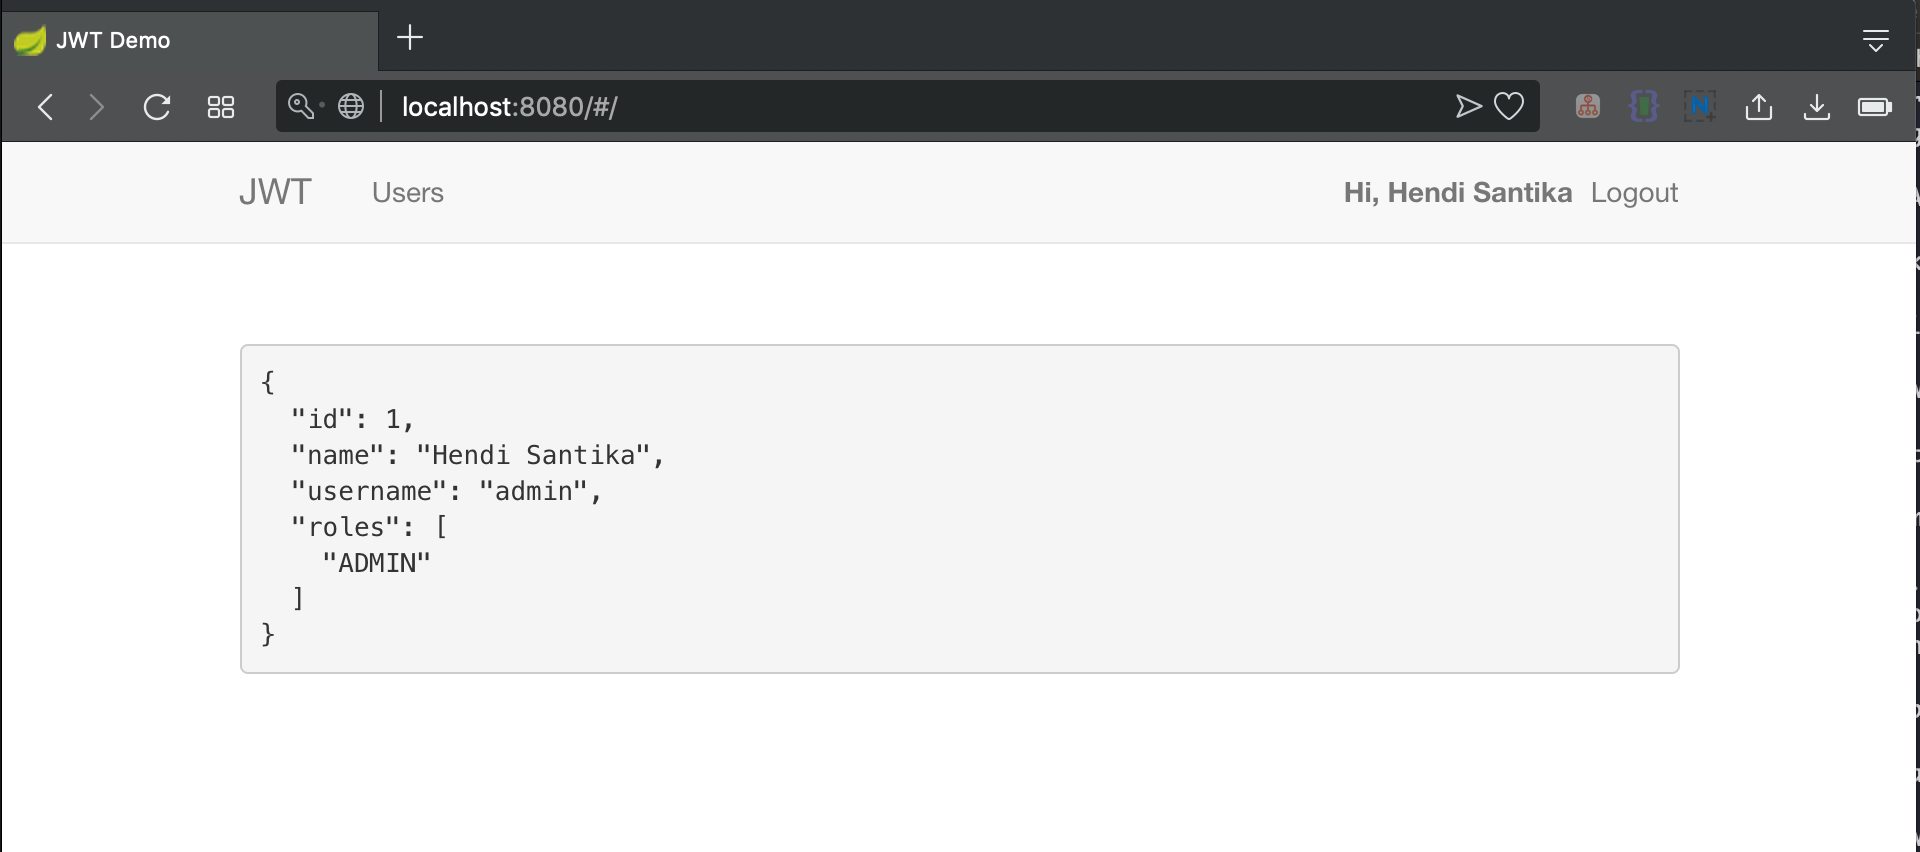 JWT Demo
localhost:8080/#/
JWT Users Hi, Hendi Santika Logout
{
  "id": 1,
  "name": "Hendi Santika",
  "username": "admin",
  "roles": [
    "ADMIN"
  ]
}